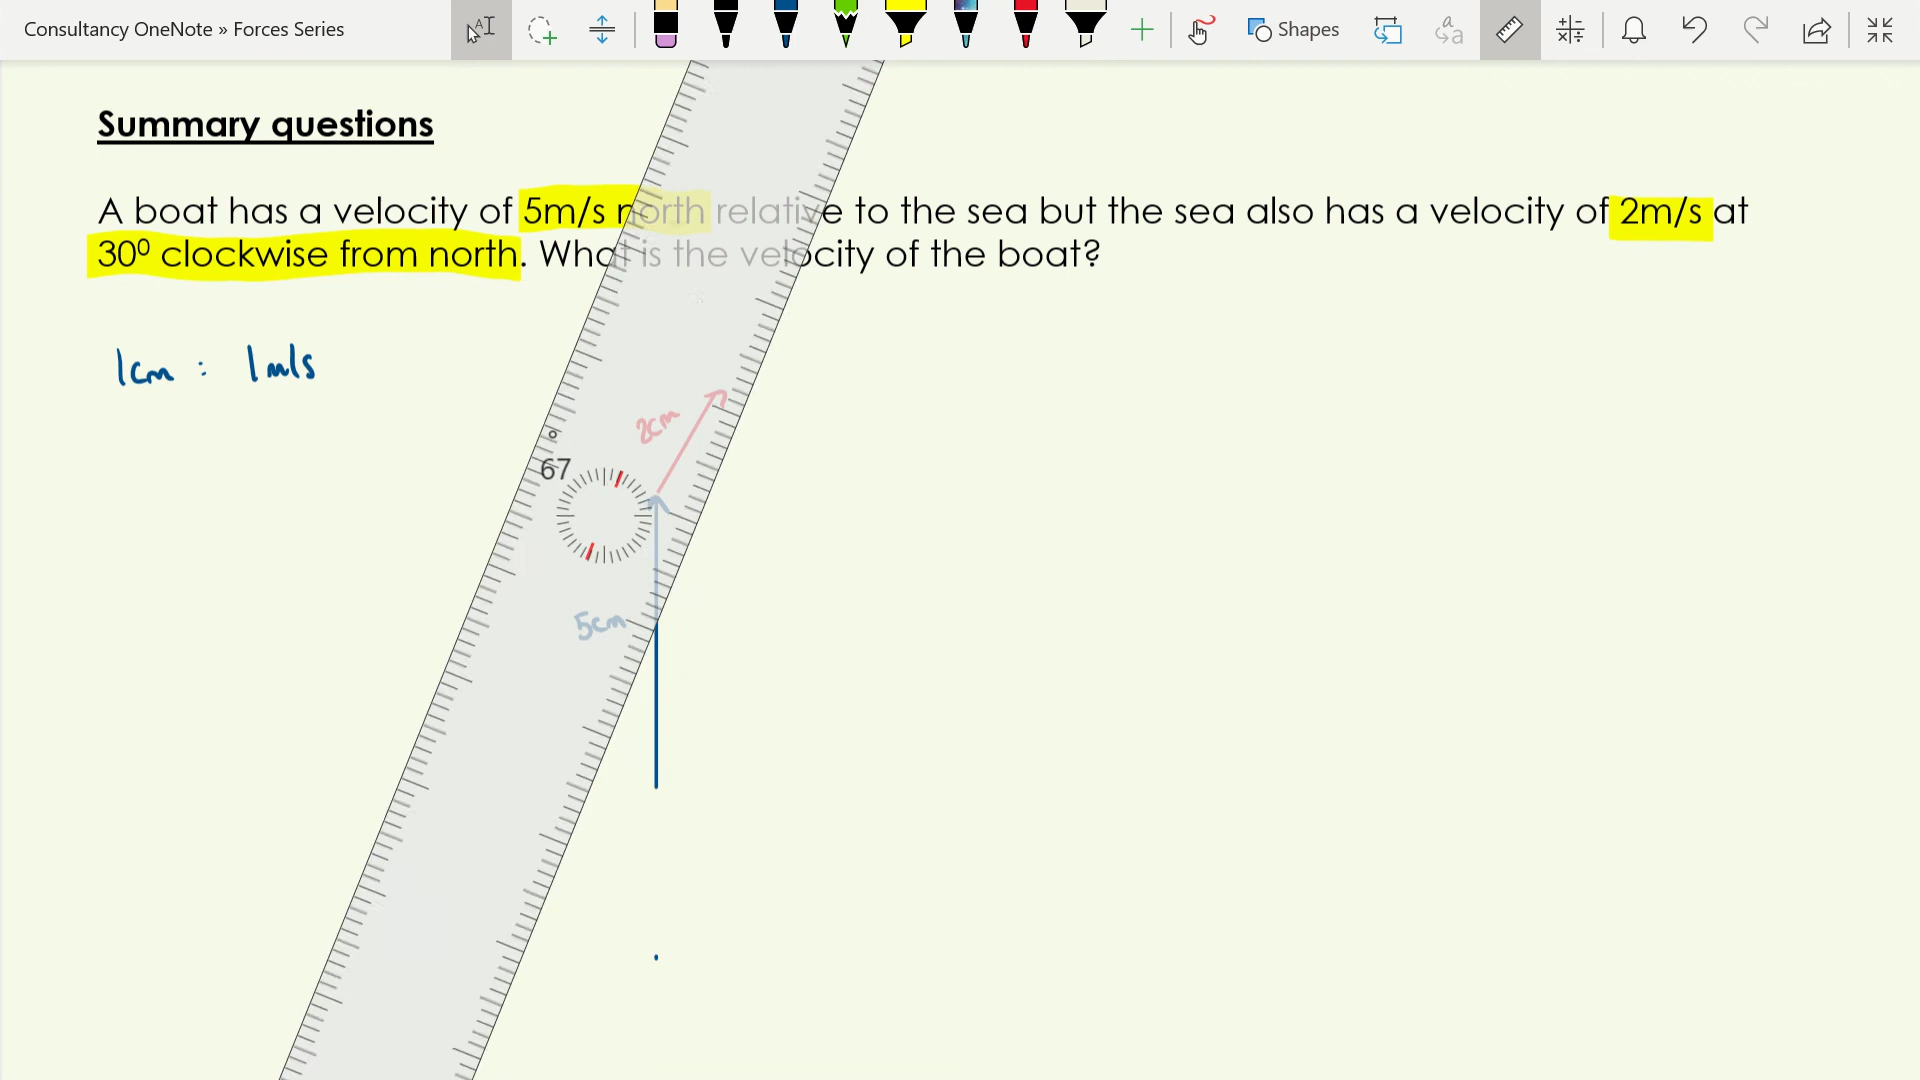 Consultancy OneNote » Forces Series
Shapes
Summary questions
A boat has a velocity of 5m/s north relative to the sea but the sea also has a velocity of 2m/s at
30⁰ clockwise from north. What is the velocity of the boat?
1cm : 1m/s
2cm
67°
5cm